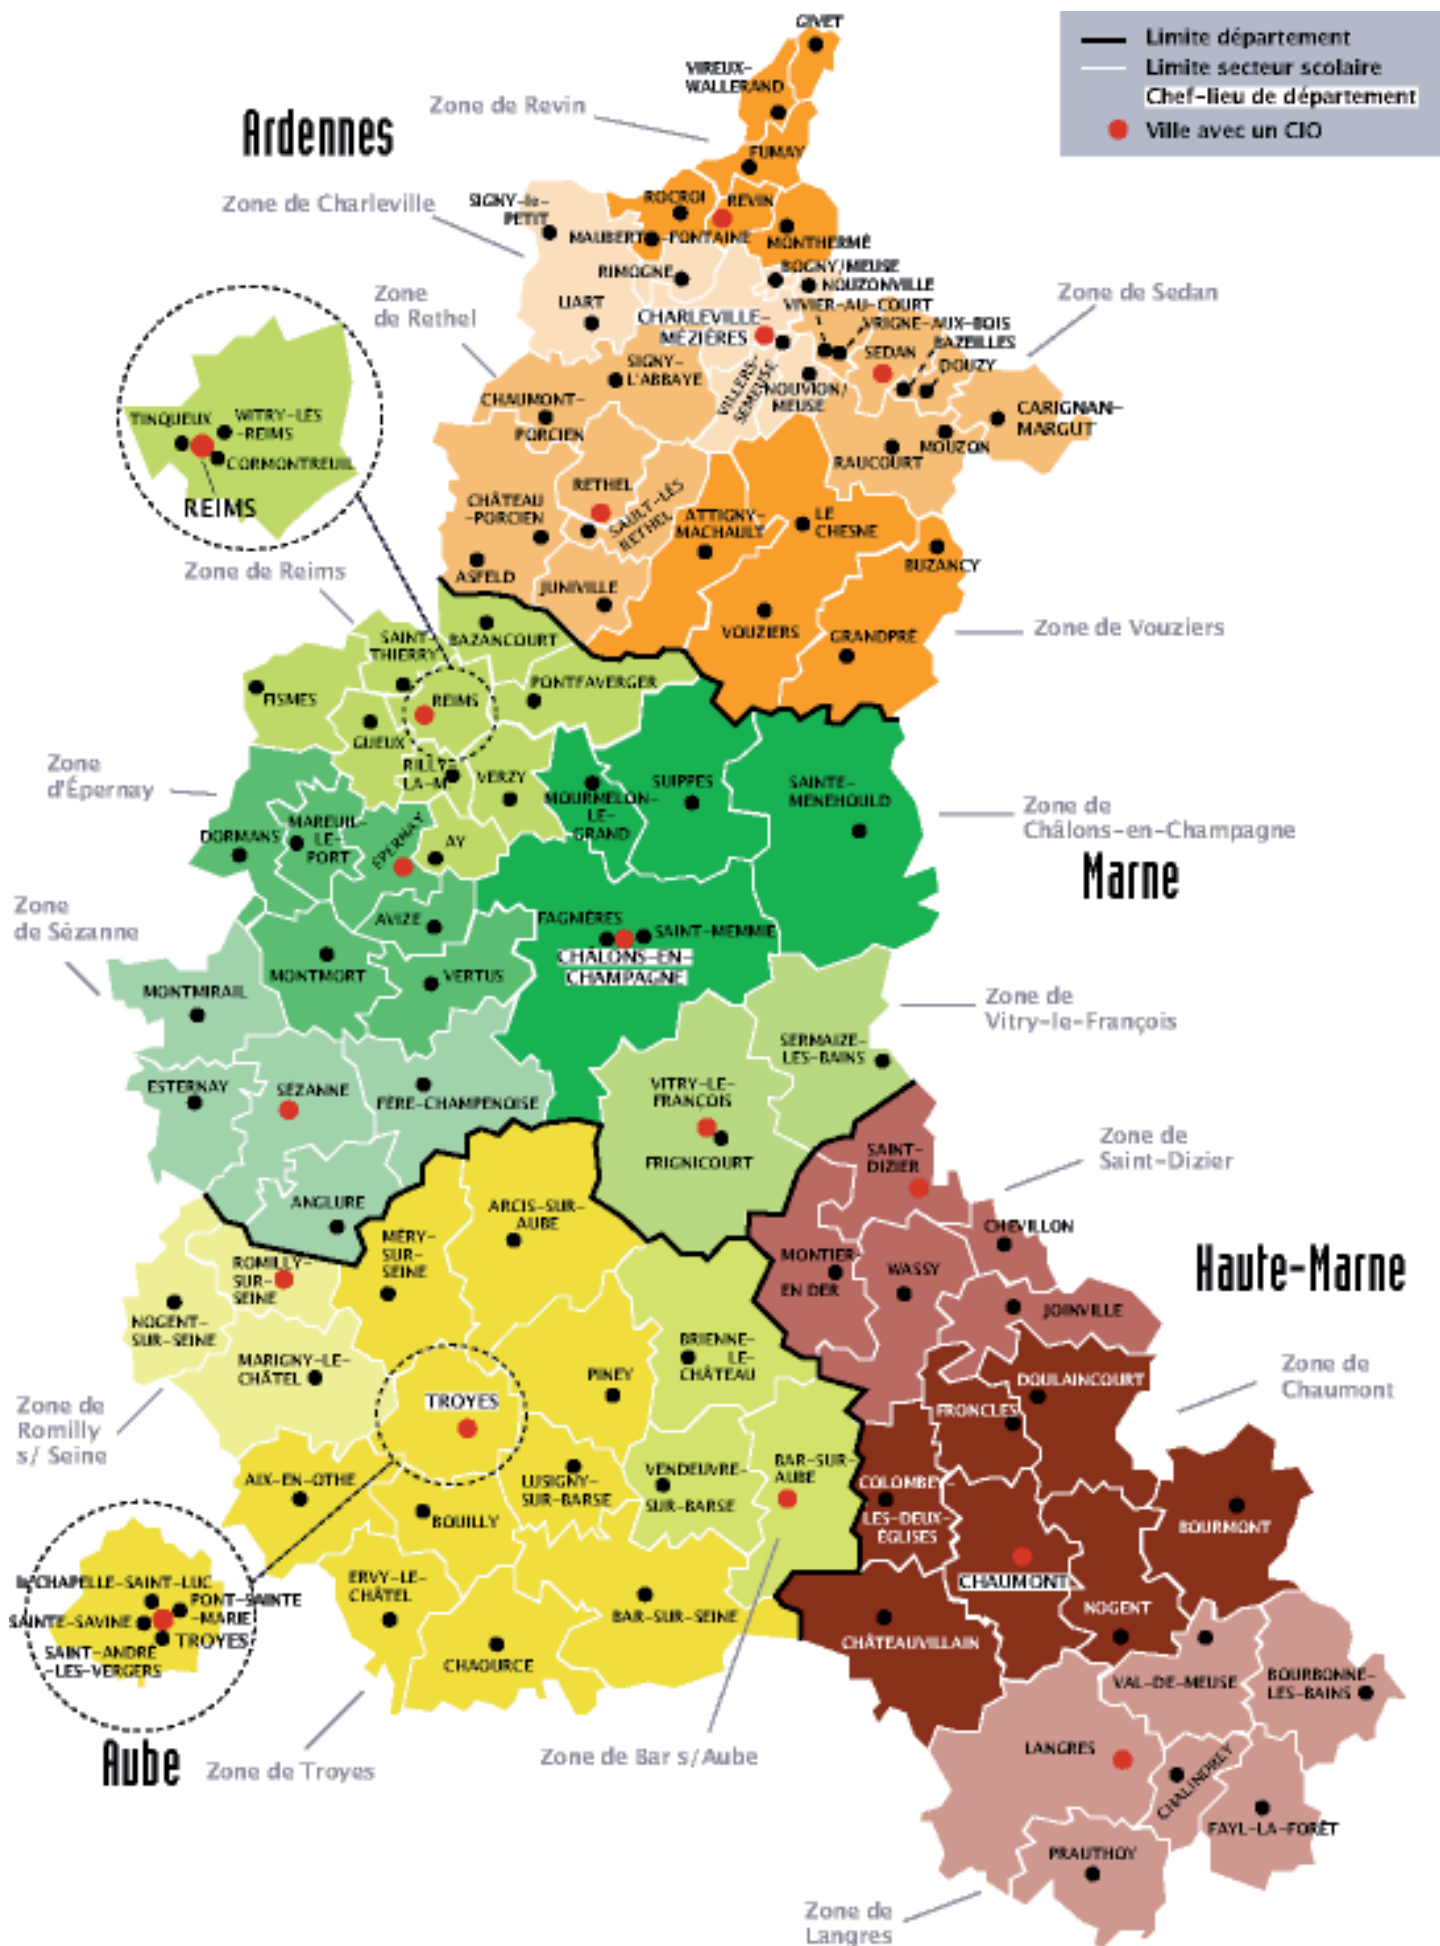 GIVET
Limite département
Limite secteur scolaire
Chef-lieu de département
Ville avec un CIO
VIREUX-
WALLERAND
Zone de Revin
Ardennes
FUMAY
Zone de Charleville
SIGNY-le-
PETIT
ROCROI
REVIN
MAUBERT-FONTAINE
MONTHERMÉ
RIMOGNE
BOGNY/MEUSE
NOUZONVILLE
Zone
de Rethel
LIART
VIVIER-AU-COURT
Zone de Sedan
CHARLEVILLE-
MÉZIÈRES
VRIGNE-AUX-BOIS
BAZEILLES
SEDAN
DOUZY
SIGNY-
L'ABBAYE
VILLERS-
SEMEUSE
NOUVION/
MEUSE
CHAUMONT-
PORCIEN
CARIGNAN-
MARGUT
MOUZON
RAUCOURT
TINQUEUX
WITRY-LÈS
-REIMS
CORMONTREUIL
REIMS
RETHEL
SAULT-LÈS
RETHEL
CHÂTEAU
-PORCIEN
ATTIGNY-
MACHAULT
LE
CHESNE
BUZANCY
Zone de Reims
ASFELD
JUNIVILLE
VOUZIERS
GRANDPRÉ
Zone de Vouziers
SAINT-
THIERRY
BAZANCOURT
PONTFAVERGER
FISMES
REIMS
GUEUX
RILLY-
LA-M.
VERZY
Zone
d'Épernay
MOURMELON-
LE-
GRAND
SUIPPES
SAINTE-
MENEHOULD
Zone de
Châlons-en-Champagne
DORMANS
MAREUIL-
LE-
PORT
ÉPERNAY
AY
Marne
Zone
de Sézanne
AVIZE
FAGNIÈRES
SAINT-MEMMIE
CHÂLONS-EN-
CHAMPAGNE
MONTMORT
VERTUS
MONTMIRAIL
Zone de
Vitry-le-François
SERMAIZE-
LES-BAINS
ESTERNAY
SÉZANNE
FÈRE-CHAMPENOISE
VITRY-LE-
FRANÇOIS
FRIGNICOURT
SAINT-
DIZIER
Zone de
Saint-Dizier
ANGLURE
ARCIS-SUR-
AUBE
MÉRY-
SUR-
SEINE
CHEVILLON
Haute-Marne
ROMILLY-
SUR-
SEINE
MONTIER-
EN DER
WASSY
NOGENT-
SUR-SEINE
JOINVILLE
MARIGNY-LE-
CHÂTEL
BRIENNE-
LE-
CHÂTEAU
PINEY
Zone de
Chaumont
DOULAINCOURT
TROYES
FRONCLES
Zone de
Romilly
s/ Seine
AIX-EN-OTHE
LUSIGNY-
SUR-BARSE
VENDEUVRE-
SUR-BARSE
BAR-SUR-
AUBE
COLOMBEY-
LES-DEUX-
ÉGLISES
BOUILLY
BOURMONT
la CHAPELLE-SAINT-LUC
PONT-SAINTE
-MARIE
SAINTE-SAVINE
TROYES
SAINT-ANDRÉ
-LES-VERGERS
ERVY-LE-
CHÂTEL
CHAUMONT
NOGENT
BAR-SUR-SEINE
CHÂTEAUVILLAIN
CHAOURCE
VAL-DE-MEUSE
BOURBONNE-
LES-BAINS
Aube
Zone de Troyes
Zone de Bar s/Aube
LANGRES
CHALINDREY
FAYL-LA-FORÊT
PRAUTHOY
Zone de
Langres